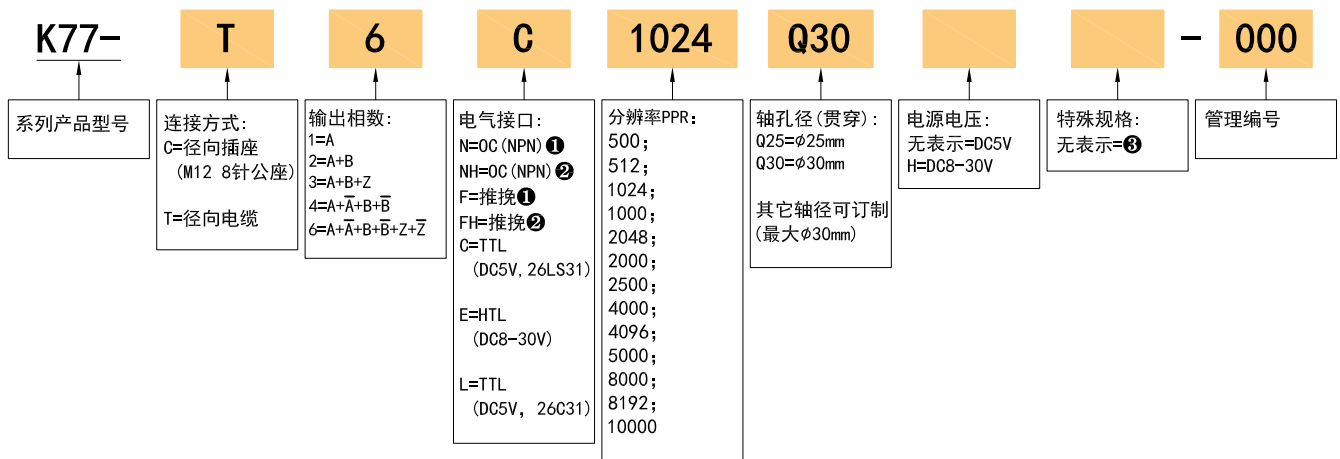 K77- T 6 C 1024 Q30 - 000
系列产品型号
连接方式:
C=径向插座
(M12 8针公座)
T=径向电缆
输出相数:
1=A
2=A+B
3=A+B+Z
4=A+A̅+B+B̅
6=A+A̅+B+B̅+Z+Z̅
电气接口:
N=OC(NPN)❶
NH=OC(NPN)❷
F=推挽❶
FH=推挽❷
C=TTL
(DC5V,26LS31)
E=HTL
(DC8-30V)
L=TTL
(DC5V, 26C31)
分辨率PPR:
500;
512;
1024;
1000;
2048;
2000;
2500;
4000;
4096;
5000;
8000;
8192;
10000
轴孔径(贯穿):
Q25=φ25mm
Q30=φ30mm
其它轴径可订制
(最大φ30mm)
电源电压:
无表示=DC5V
H=DC8-30V
特殊规格:
无表示=❸
管理编号